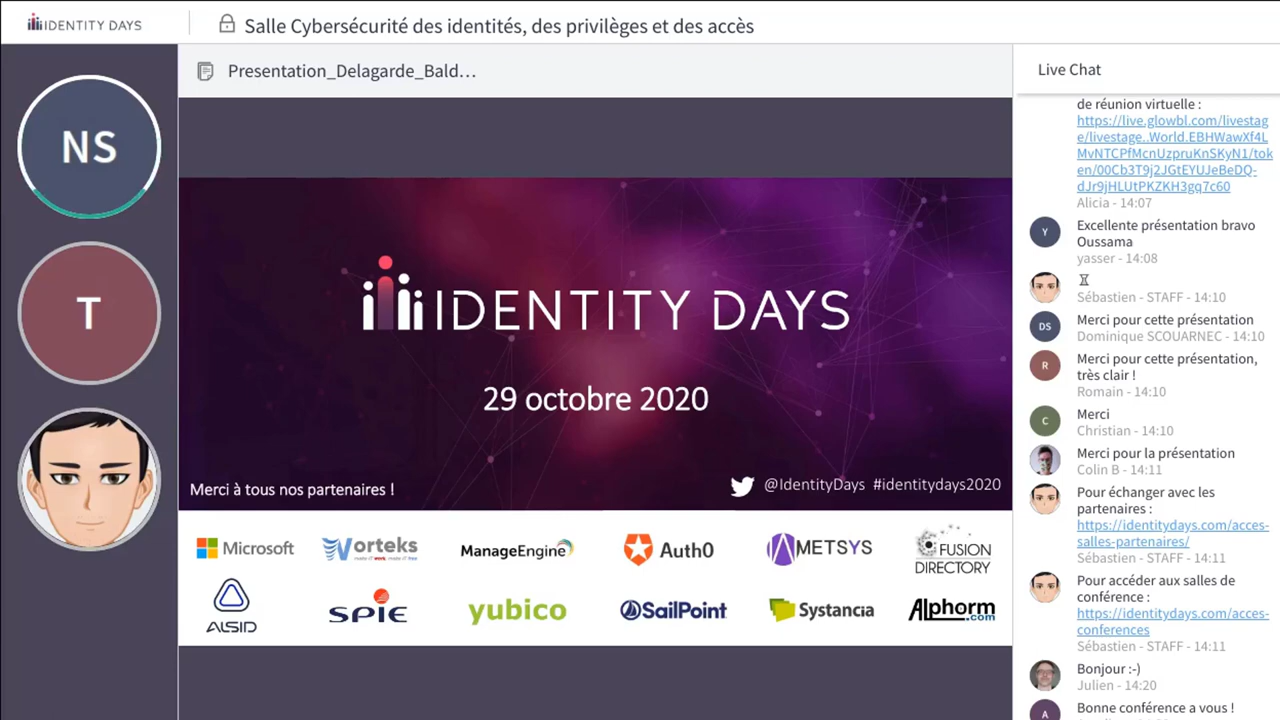 IDENTITY DAYS
Salle Cybersécurité des identités, des privilèges et des accès
NS
T
Presentation_Delagarde_Bald…
IDENTITY DAYS
29 octobre 2020
Merci à tous nos partenaires !
@IdentityDays #identitydays2020
Microsoft
Vorteks
ManageEngine
Auth0
METSYS
FUSION
DIRECTORY
ALSID
SPIE
yubico
SailPoint
Systancia
Alphorm
.com
Live Chat
de réunion virtuelle :
https://live.glowbl.com/livestag
e/livestage..World.EBHWawXf4L
MvNTCPfMcnUzpruKnSKyN1/tok
en/00Cb3T9j2JGtEYUJeBeDQ-
dJr9jHLUtPKZKH3gq7c60
Alicia - 14:07
Y
Excellente présentation bravo
Oussama
yasser - 14:08
Sébastien - STAFF - 14:10
DS
Merci pour cette présentation
Dominique SCOUARNEC - 14:10
R
Merci pour cette présentation,
très clair !
Romain - 14:10
C
Merci
Christian - 14:10
Merci pour la présentation
Colin B - 14:11
Pour échanger avec les
partenaires :
https://identitydays.com/acces-
salles-partenaires/
Sébastien - STAFF - 14:11
Pour accéder aux salles de
conférence :
https://identitydays.com/acces-
conferences
Sébastien - STAFF - 14:11
Bonjour :-)
Julien - 14:20
A
Bonne conférence a vous !